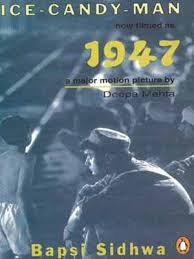 ICE-CANDY-MAN
now filmed as
1947
a major motion picture by
Deepa Mehta
Bapsi Sidhwa